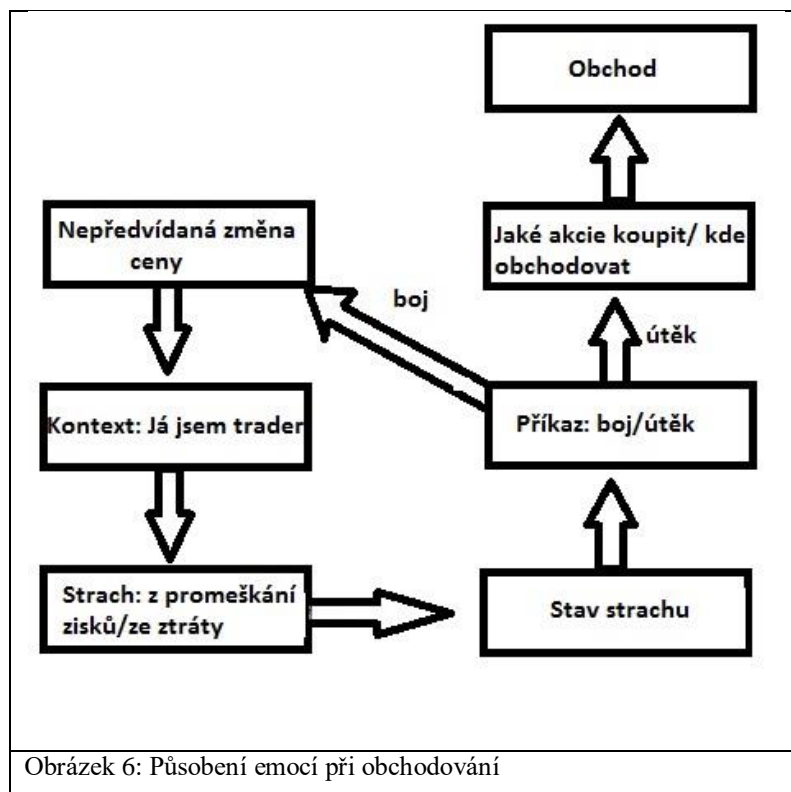 Obchod
Nepředvídaná změna
ceny
Jaké akcie koupit/ kde
obchodovat
boj
útěk
Kontext: Já jsem trader
Příkaz: boj/útěk
Strach: z promeškání
zisků/ze ztráty
Stav strachu
Obrázek 6: Působení emocí při obchodování